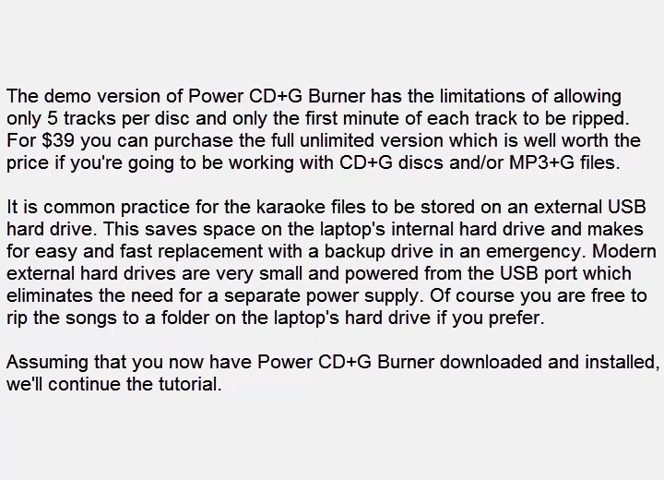 The demo version of Power CD+G Burner has the limitations of allowing
only 5 tracks per disc and only the first minute of each track to be ripped.
For $39 you can purchase the full unlimited version which is well worth the
price if you're going to be working with CD+G discs and/or MP3+G files.
It is common practice for the karaoke files to be stored on an external USB
hard drive. This saves space on the laptop's internal hard drive and makes
for easy and fast replacement with a backup drive in an emergency. Modern
external hard drives are very small and powered from the USB port which
eliminates the need for a separate power supply. Of course you are free to
rip the songs to a folder on the laptop's hard drive if you prefer.
Assuming that you now have Power CD+G Burner downloaded and installed,
we'll continue the tutorial.